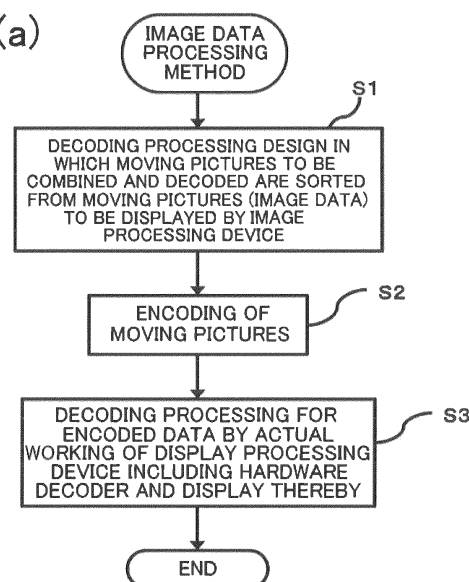 (a)
IMAGE DATA
PROCESSING
METHOD
S1
DECODING PROCESSING DESIGN IN
WHICH MOVING PICTURES TO BE
COMBINED AND DECODED ARE SORTED
FROM MOVING PICTURES (IMAGE DATA)
TO BE DISPLAYED BY IMAGE
PROCESSING DEVICE
S2
ENCODING OF
MOVING PICTURES
S3
DECODING PROCESSING FOR
ENCODED DATA BY ACTUAL
WORKING OF DISPLAY PROCESSING
DEVICE INCLUDING HARDWARE
DECODER AND DISPLAY THEREBY
END